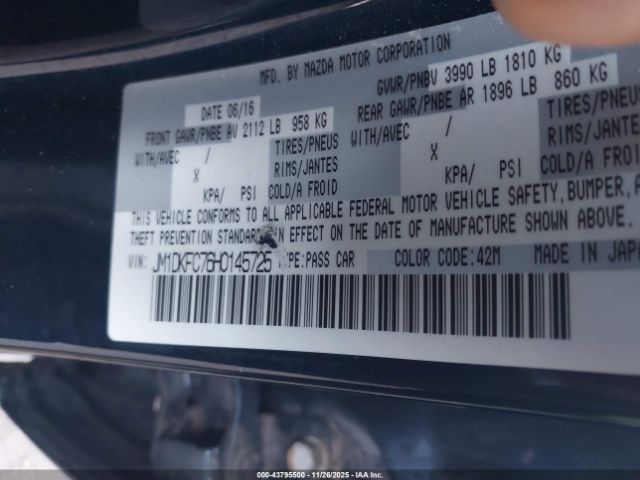 MFD. BY MAZDA MOTOR CORPORATION
DATE 06/16
GVWR/PNBV 3990 LB 1810 KG
FRONT GAWR/PNBE AV 2112 LB 958 KG
REAR GAWR/PNBE AR 1896 LB 860 KG
WITH/AVEC / TIRES/PNEUS
X RIMS/JANTES
KPA/ PSI COLD/A FROID
WITH/AVEC / TIRES/PNEUS
X RIMS/JANTES
KPA/ PSI COLD/A FROID
THIS VEHICLE CONFORMS TO ALL APPLICABLE FEDERAL MOTOR VEHICLE SAFETY, BUMPER, A
THEFT PREVENTION STANDARD IN EFFECT ON THE DATE OF MANUFACTURE SHOWN ABOVE.
VIN: JM1DKFC76H0145725 TYPE:PASS CAR COLOR CODE:42M MADE IN JAPA
000-43795500 - 11/26/2025 - IAAI.com